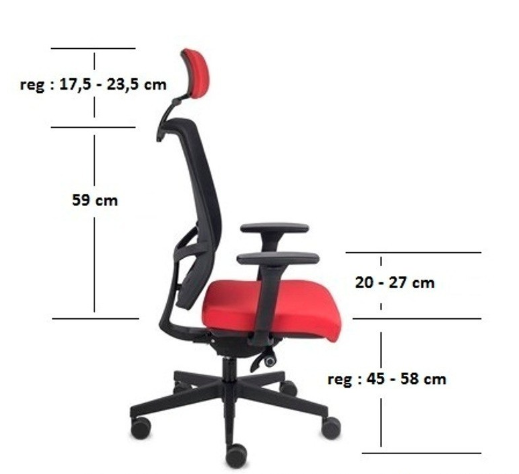 reg : 17,5 - 23,5 cm
59 cm
20 - 27 cm
reg : 45 - 58 cm